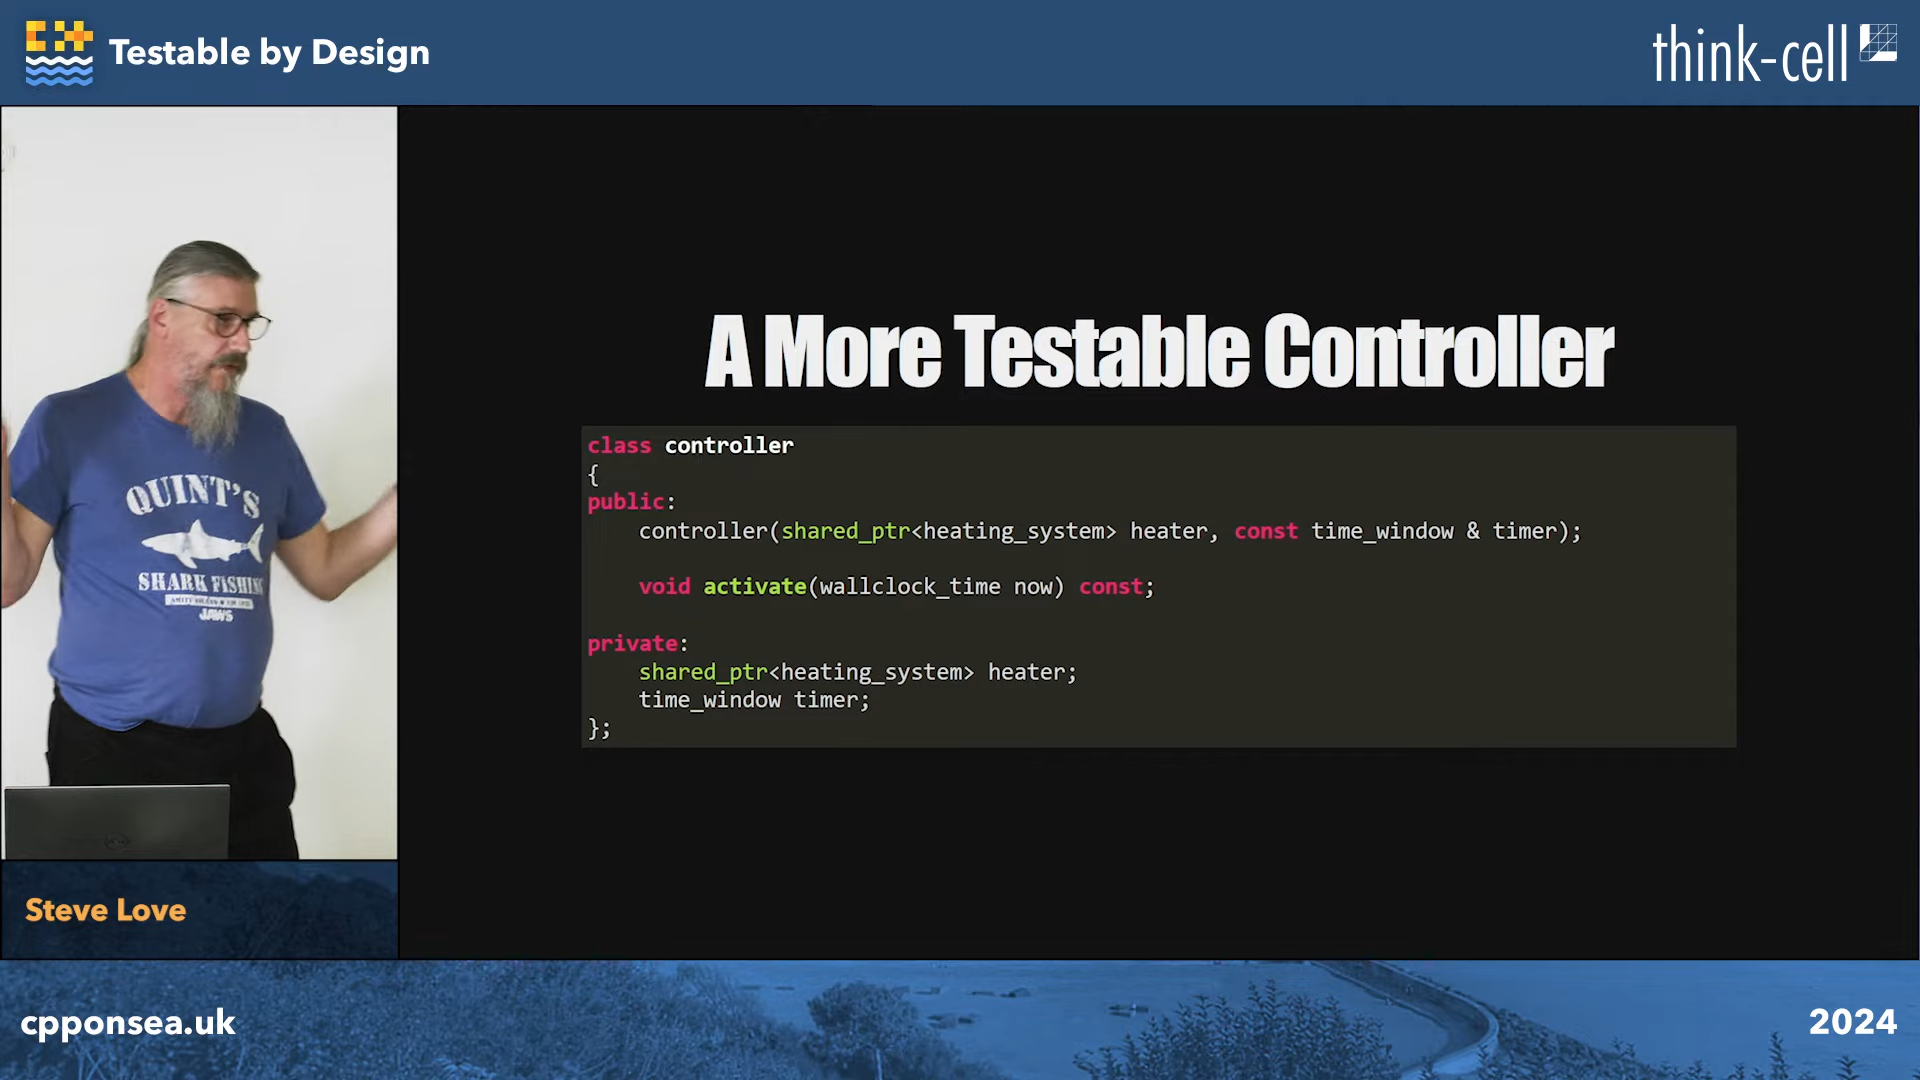 Testable by Design
think-cell
QUINT'S
SHARK FISHING
JAWS
A More Testable Controller
class controller
{
public:
controller(shared_ptr<heating_system> heater, const time_window & timer);
void activate(wallclock_time now) const;
private:
shared_ptr<heating_system> heater;
time_window timer;
};
Steve Love
cpponsea.uk
2024